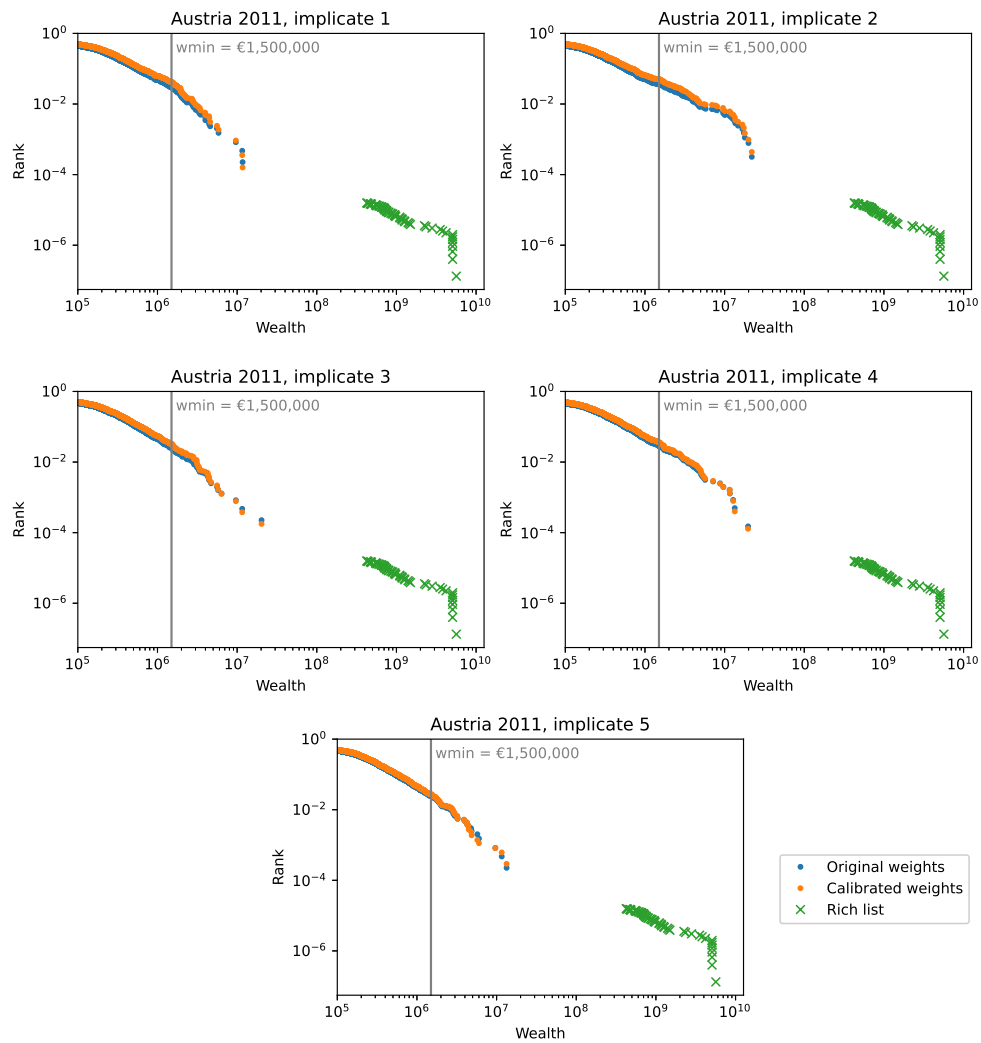 Austria 2011, implicate 1
wmin = €1,500,000
Rank
10^0
10^-2
10^-4
10^-6
10^5 10^6 10^7 10^8 10^9 10^10
Wealth
Austria 2011, implicate 2
wmin = €1,500,000
Rank
10^0
10^-2
10^-4
10^-6
10^5 10^6 10^7 10^8 10^9 10^10
Wealth
Austria 2011, implicate 3
wmin = €1,500,000
Rank
10^0
10^-2
10^-4
10^-6
10^5 10^6 10^7 10^8 10^9 10^10
Wealth
Austria 2011, implicate 4
wmin = €1,500,000
Rank
10^0
10^-2
10^-4
10^-6
10^5 10^6 10^7 10^8 10^9 10^10
Wealth
Austria 2011, implicate 5
wmin = €1,500,000
Rank
10^0
10^-2
10^-4
10^-6
10^5 10^6 10^7 10^8 10^9 10^10
Wealth
Original weights
Calibrated weights
Rich list